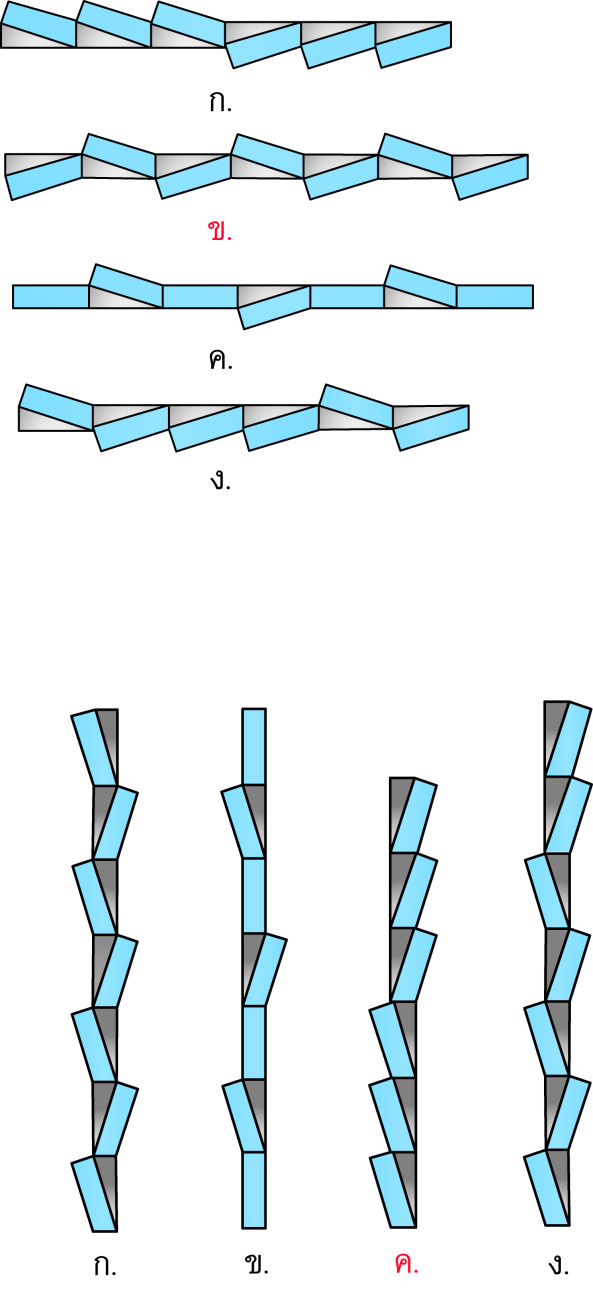 ก.
ข.
ค.
ง.
ก. ข. ค. ง.